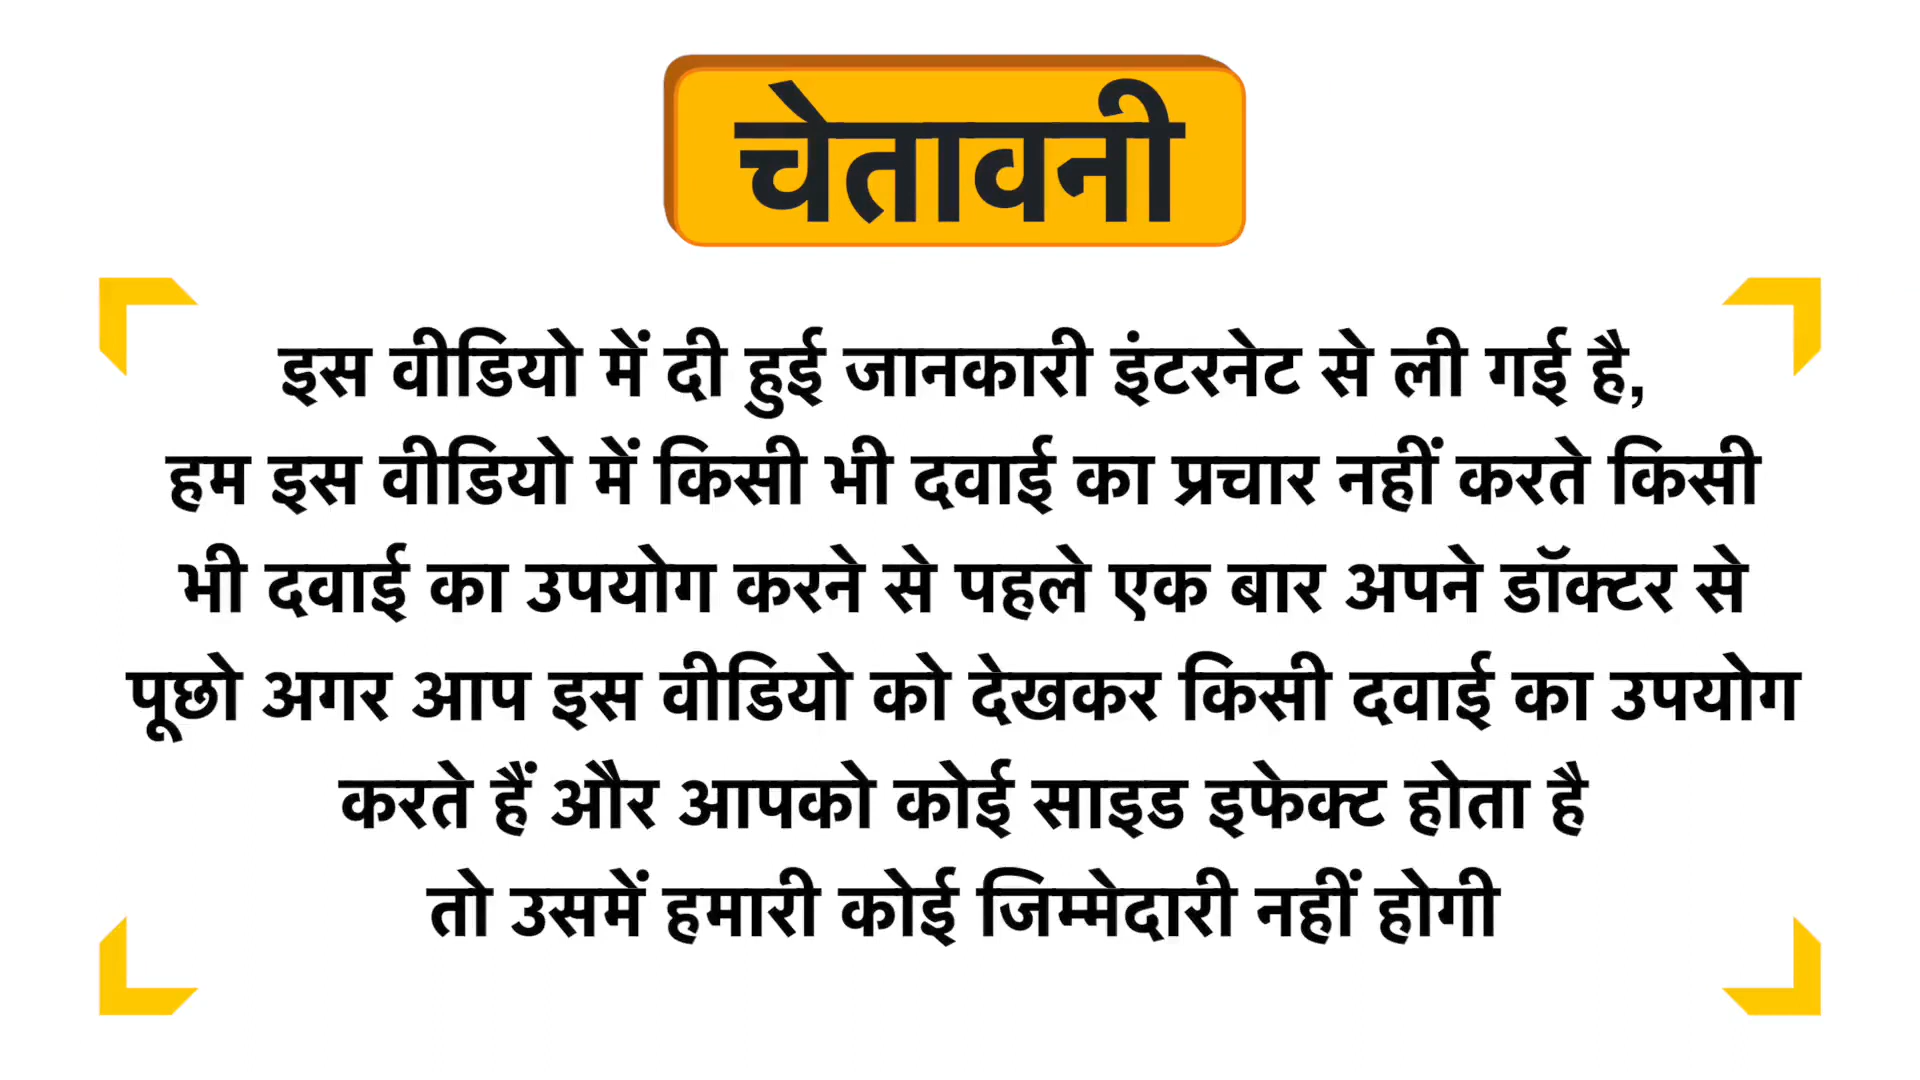 चेतावनी
इस वीडियो में दी हुई जानकारी इंटरनेट से ली गई है,
हम इस वीडियो में किसी भी दवाई का प्रचार नहीं करते किसी
भी दवाई का उपयोग करने से पहले एक बार अपने डॉक्टर से
पूछो अगर आप इस वीडियो को देखकर किसी दवाई का उपयोग
करते हैं और आपको कोई साइड इफेक्ट होता है
तो उसमें हमारी कोई जिम्मेदारी नहीं होगी